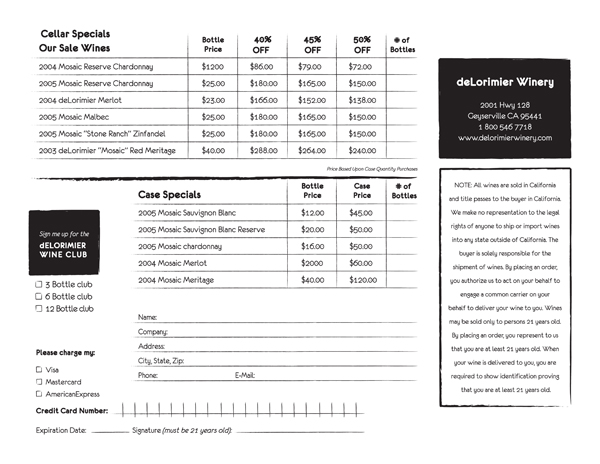 Cellar Specials
Our Sale Wines
Bottle Price 40% OFF 45% OFF 50% OFF # of Bottles
2004 Mosaic Reserve Chardonnay $1200 $86.00 $79.00 $72.00
2005 Mosaic Reserve Chardonnay $25.00 $180.00 $165.00 $150.00
2004 deLorimier Merlot $23.00 $166.00 $152.00 $138.00
2005 Mosaic Malbec $25.00 $180.00 $165.00 $150.00
2005 Mosaic "Stone Ranch" Zinfandel $25.00 $180.00 $165.00 $150.00
2003 deLorimier "Mosaic" Red Meritage $40.00 $288.00 $264.00 $240.00
Price Based Upon Case Quantity Purchases
Case Specials Bottle Price Case Price # of Bottles
2005 Mosaic Sauvignon Blanc $12.00 $45.00
2005 Mosaic Sauvignon Blanc Reserve $20.00 $50.00
2005 Mosaic chardonnay $16.00 $50.00
2004 Mosaic Merlot $2000 $60.00
2004 Mosaic Meritage $40.00 $120.00
Sign me up for the
dELORIMIER
WINE CLUB
3 Bottle club
6 Bottle club
12 Bottle club
Name:
Company:
Address:
City, State, Zip:
Phone: E-Mail:
Please charge my:
Visa
Mastercard
AmericanExpress
Credit Card Number:
Expiration Date: Signature (must be 21 years old):
deLorimier Winery
2001 Hwy 128
Geyserville CA 95441
1 800 546 7718
www.delorimierwinery.com
NOTE: All wines are sold in California
and title passes to the buyer in California.
We make no representation to the legal
rights of anyone to ship or import wines
into any state outside of California. The
buyer is solely responsible for the
shipment of wines. By placing an order,
you authorize us to act on your behalf to
engage a common carrier on your
behalf to deliver your wine to you. Wines
may be sold only to persons 21 years old.
By placing an order, you represent to us
that you are at least 21 years old. When
your wine is delivered to you, you are
required to show identification proving
that you are at least 21 years old.